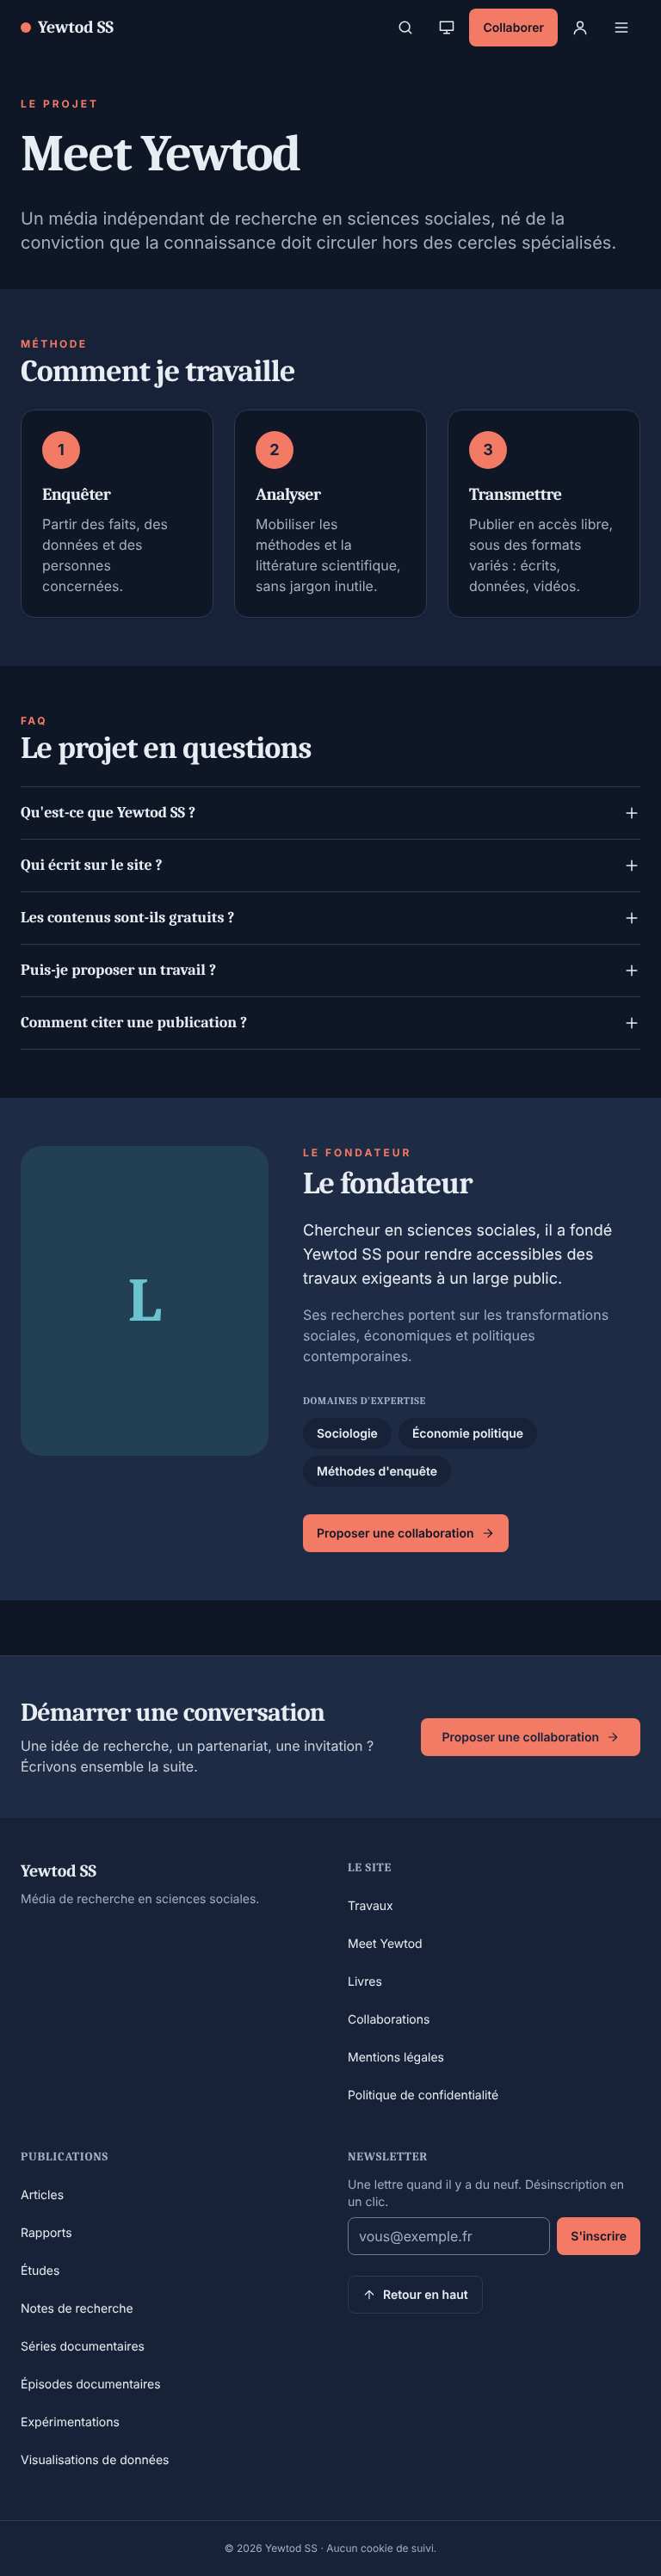 Yewtod SS
Collaborer
LE PROJET
Meet Yewtod
Un média indépendant de recherche en sciences sociales, né de la
conviction que la connaissance doit circuler hors des cercles spécialisés.
MÉTHODE
Comment je travaille
1
Enquêter
Partir des faits, des
données et des
personnes
concernées.
2
Analyser
Mobiliser les
méthodes et la
littérature scientifique,
sans jargon inutile.
3
Transmettre
Publier en accès libre,
sous des formats
variés : écrits,
données, vidéos.
FAQ
Le projet en questions
Qu'est-ce que Yewtod SS ?
Qui écrit sur le site ?
Les contenus sont-ils gratuits ?
Puis-je proposer un travail ?
Comment citer une publication ?
L
LE FONDATEUR
Le fondateur
Chercheur en sciences sociales, il a fondé
Yewtod SS pour rendre accessibles des
travaux exigeants à un large public.
Ses recherches portent sur les transformations
sociales, économiques et politiques
contemporaines.
DOMAINES D'EXPERTISE
Sociologie
Économie politique
Méthodes d'enquête
Proposer une collaboration
Démarrer une conversation
Une idée de recherche, un partenariat, une invitation ?
Écrivons ensemble la suite.
Proposer une collaboration
Yewtod SS
Média de recherche en sciences sociales.
LE SITE
Travaux
Meet Yewtod
Livres
Collaborations
Mentions légales
Politique de confidentialité
PUBLICATIONS
Articles
Rapports
Études
Notes de recherche
Séries documentaires
Épisodes documentaires
Expérimentations
Visualisations de données
NEWSLETTER
Une lettre quand il y a du neuf. Désinscription en
un clic.
vous@exemple.fr
S'inscrire
Retour en haut
© 2026 Yewtod SS · Aucun cookie de suivi.